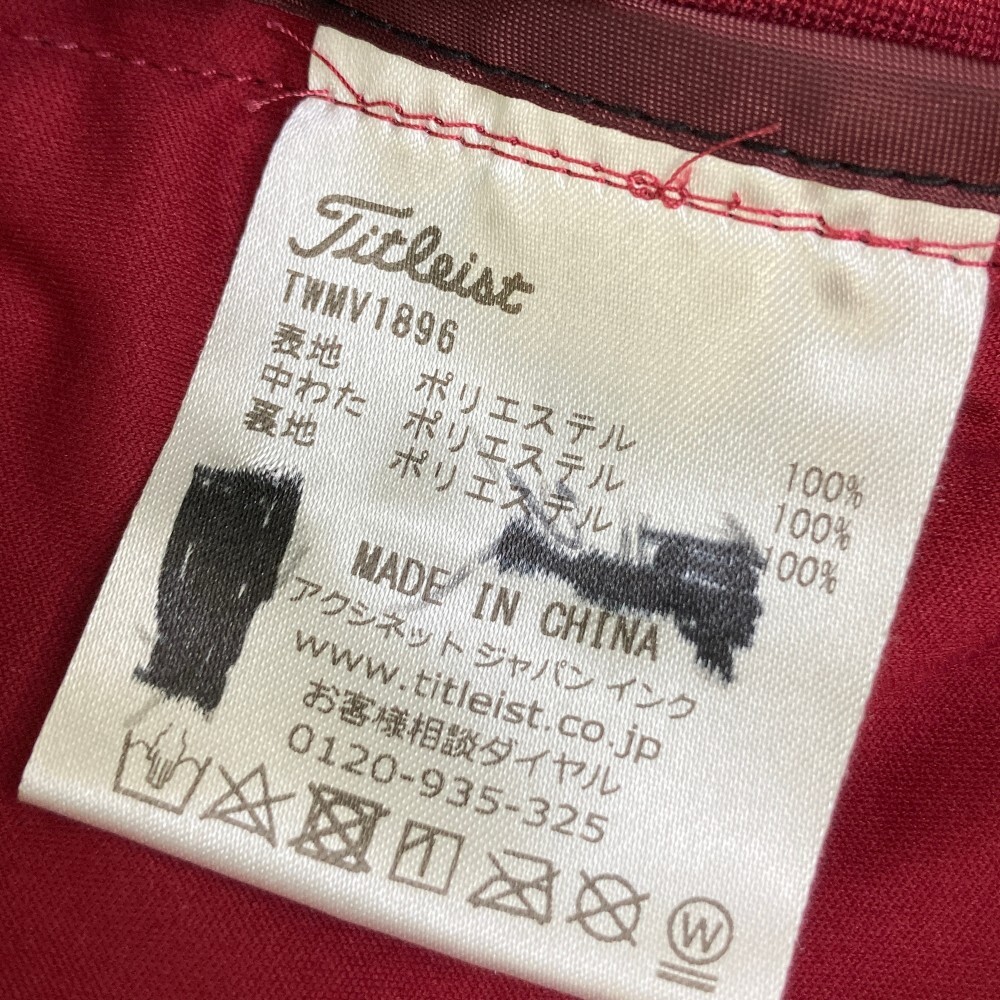 Titleist
TWMV1896
表地 ポリエステル 100%
中わた ポリエステル 100%
裏地 ポリエステル 100%
MADE IN CHINA
アクシネット ジャパン インク
www.titleist.co.jp
お客様相談ダイヤル
0120-935-325
W